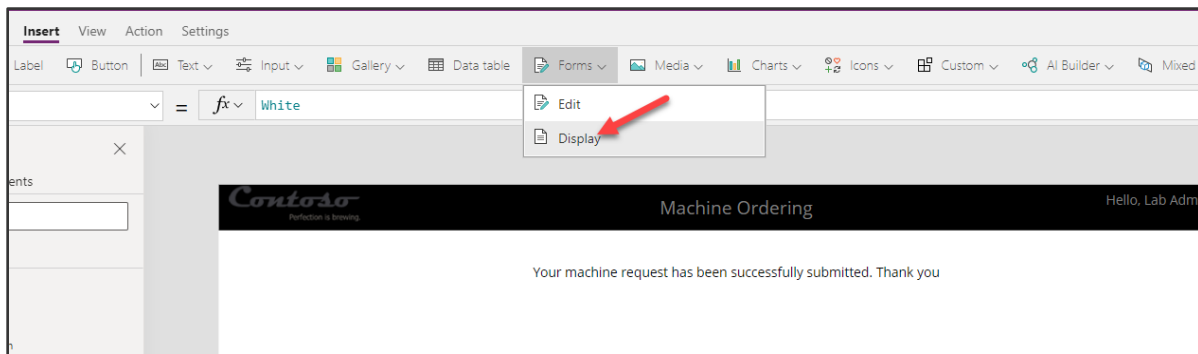 Insert View Action Settings
Label Button Abc Text Input Gallery Data table Forms Media Charts Icons Custom AI Builder Mixed
= fx White
Edit
Display
ents
Contoso
Perfection is brewing.
Machine Ordering
Hello, Lab Adm
Your machine request has been successfully submitted. Thank you